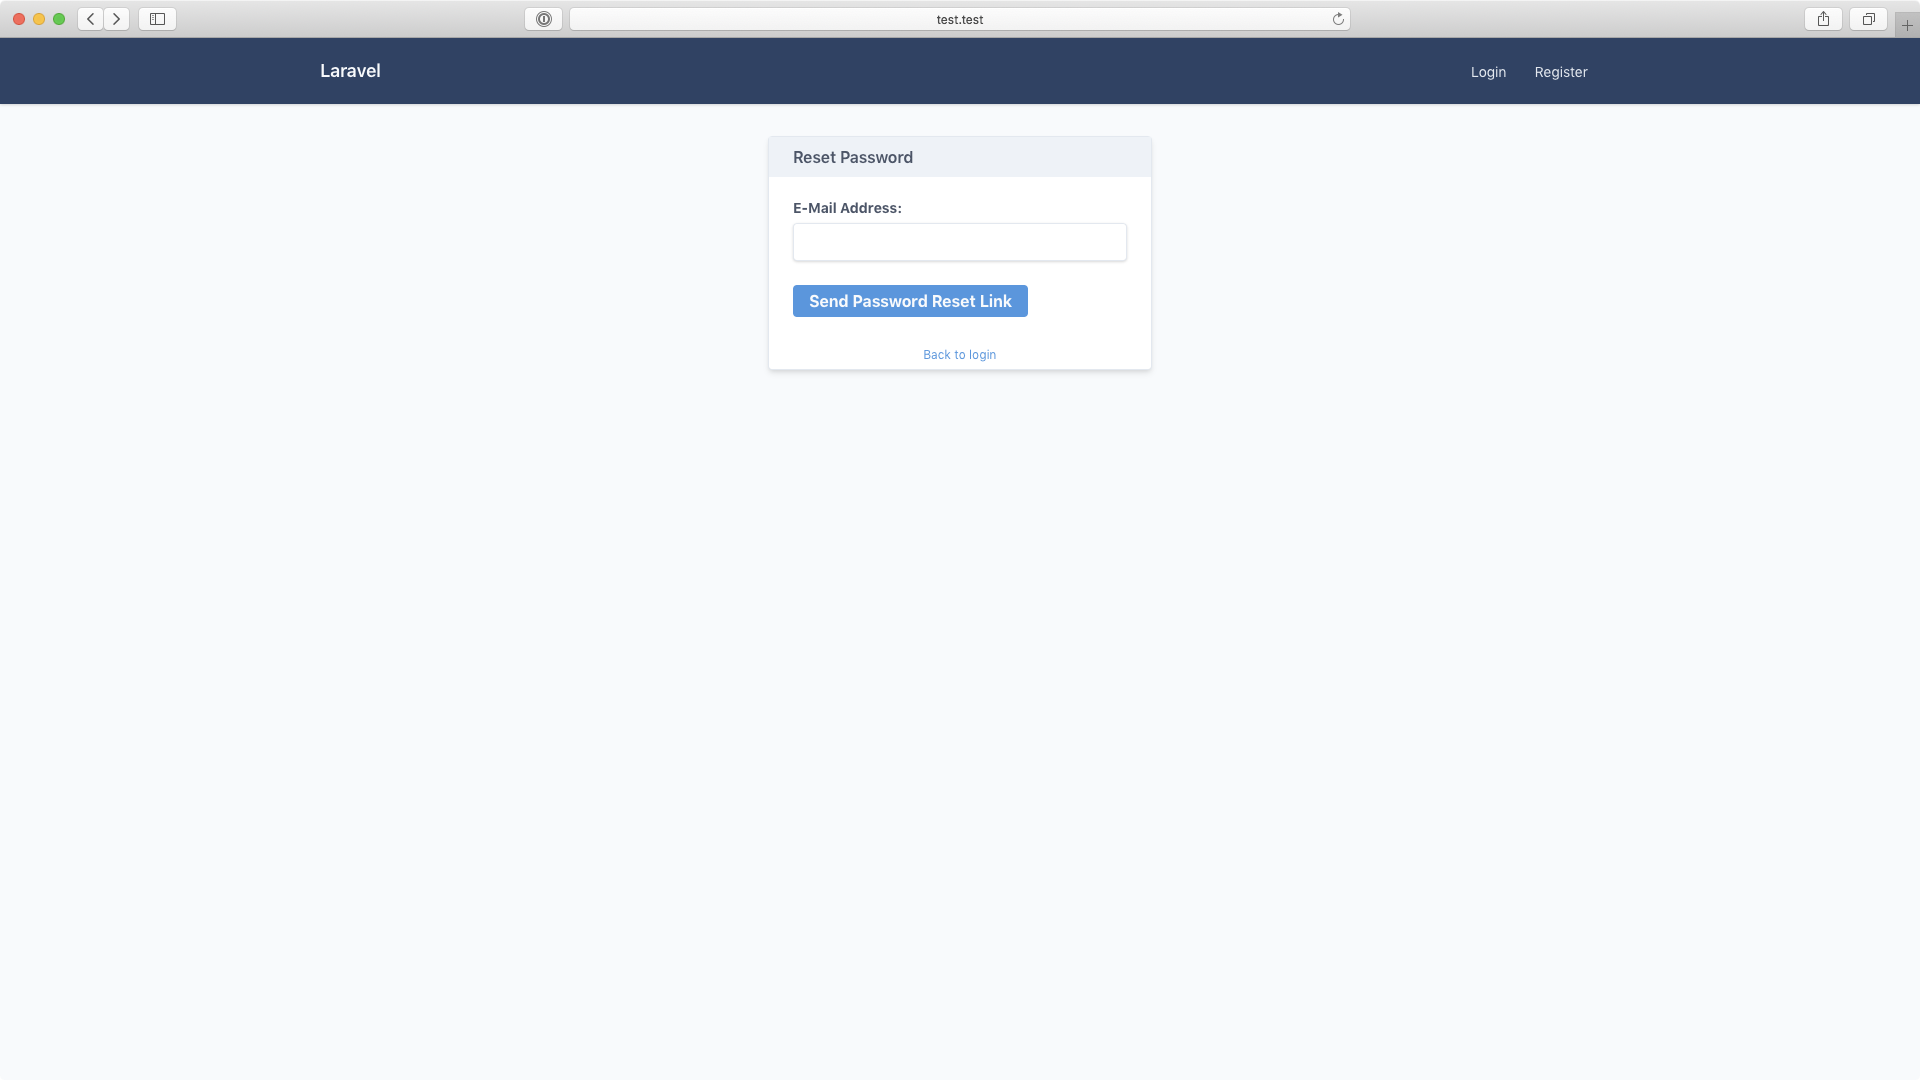 test.test
Laravel
Login Register
Reset Password
E-Mail Address:
Send Password Reset Link
Back to login